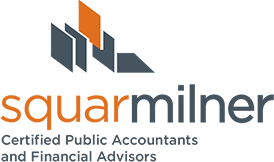 squarmilner
Certified Public Accountants
and Financial Advisors